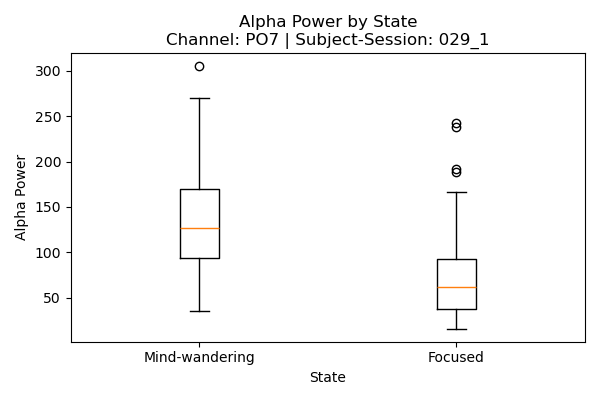 Alpha Power by State
Channel: PO7 | Subject-Session: 029_1
300
250
200
150
100
50
Alpha Power
Mind-wandering
Focused
State